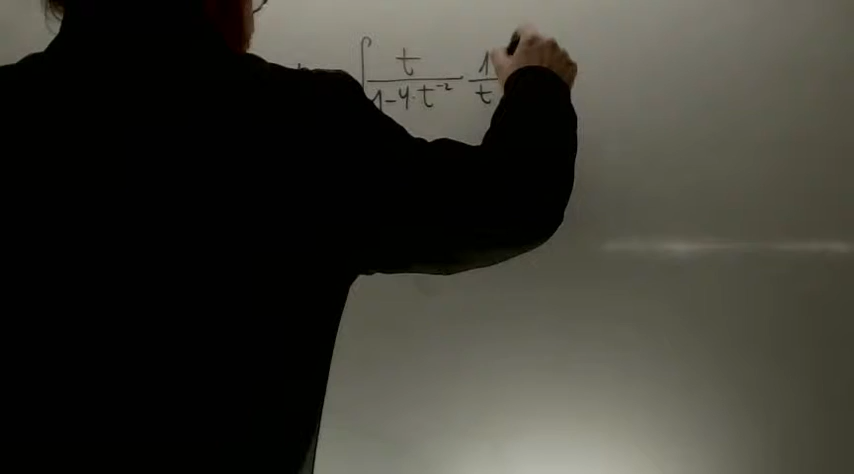 ∫ t/(1-4·t⁻²) · 1/t